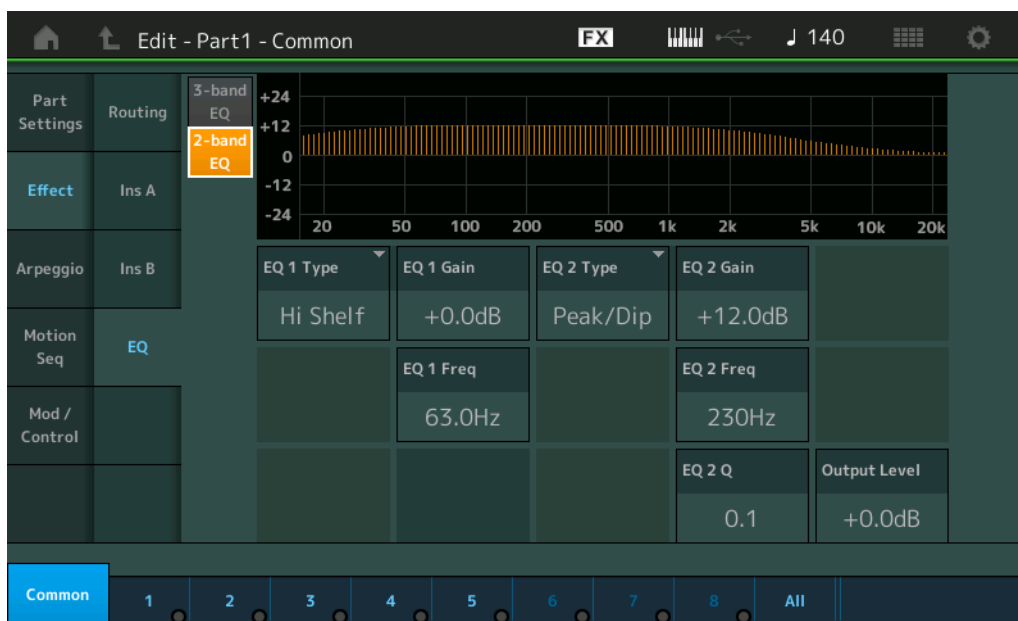 Edit - Part1 - Common
FX
♩ 140
Part
Settings
Effect
Arpeggio
Motion
Seq
Mod /
Control
Routing
Ins A
Ins B
EQ
3-band
EQ
2-band
EQ
+24
+12
0
-12
-24
20 50 100 200 500 1k 2k 5k 10k 20k
EQ 1 Type
Hi Shelf
EQ 1 Gain
+0.0dB
EQ 2 Type
Peak/Dip
EQ 2 Gain
+12.0dB
EQ 1 Freq
63.0Hz
EQ 2 Freq
230Hz
EQ 2 Q
0.1
Output Level
+0.0dB
Common 1 2 3 4 5 6 7 8 All